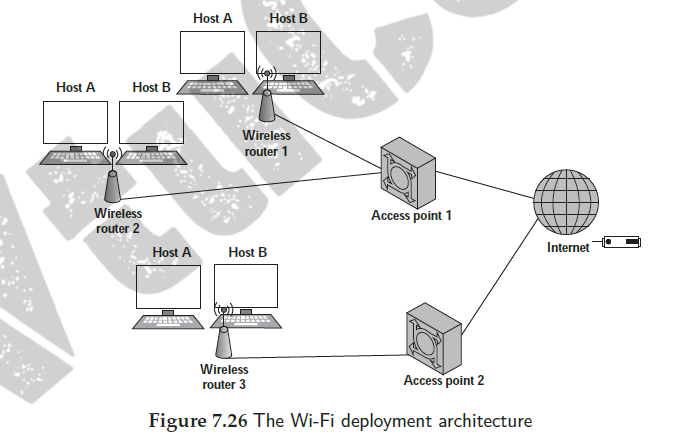 Host A
Host B
Host A
Host B
Wireless
router 1
Wireless
router 2
Access point 1
Internet
Host A
Host B
Wireless
router 3
Access point 2
Figure 7.26 The Wi-Fi deployment architecture